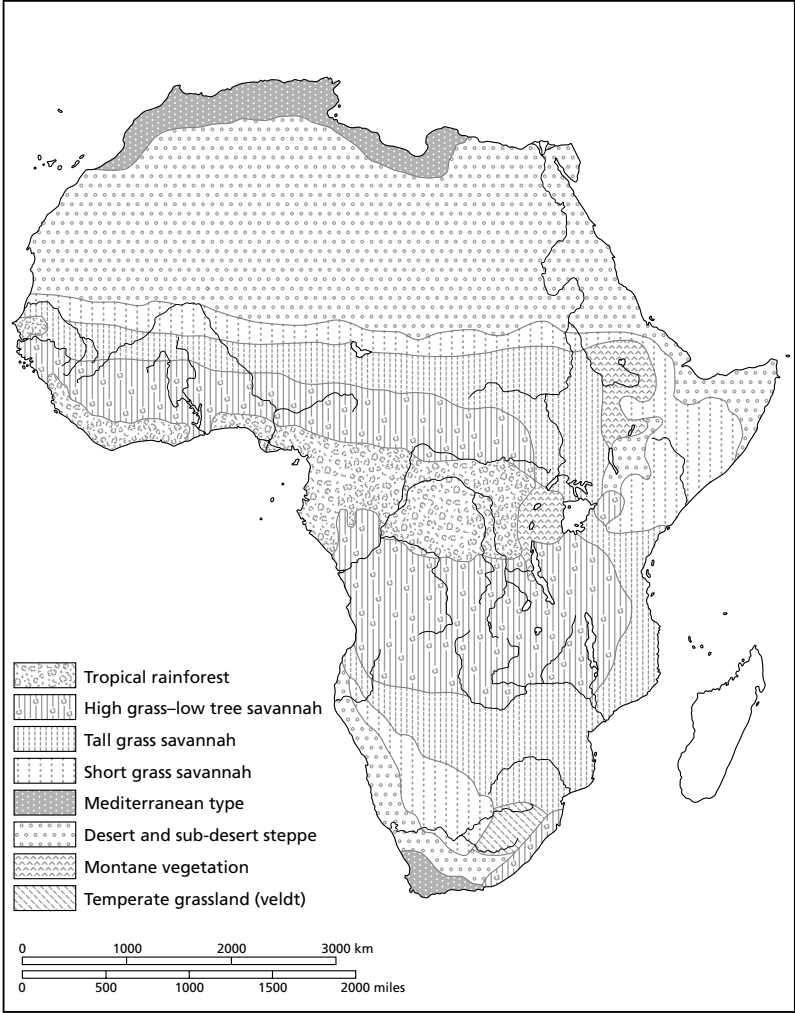 Tropical rainforest
High grass–low tree savannah
Tall grass savannah
Short grass savannah
Mediterranean type
Desert and sub-desert steppe
Montane vegetation
Temperate grassland (veldt)
0 1000 2000 3000 km
0 500 1000 1500 2000 miles